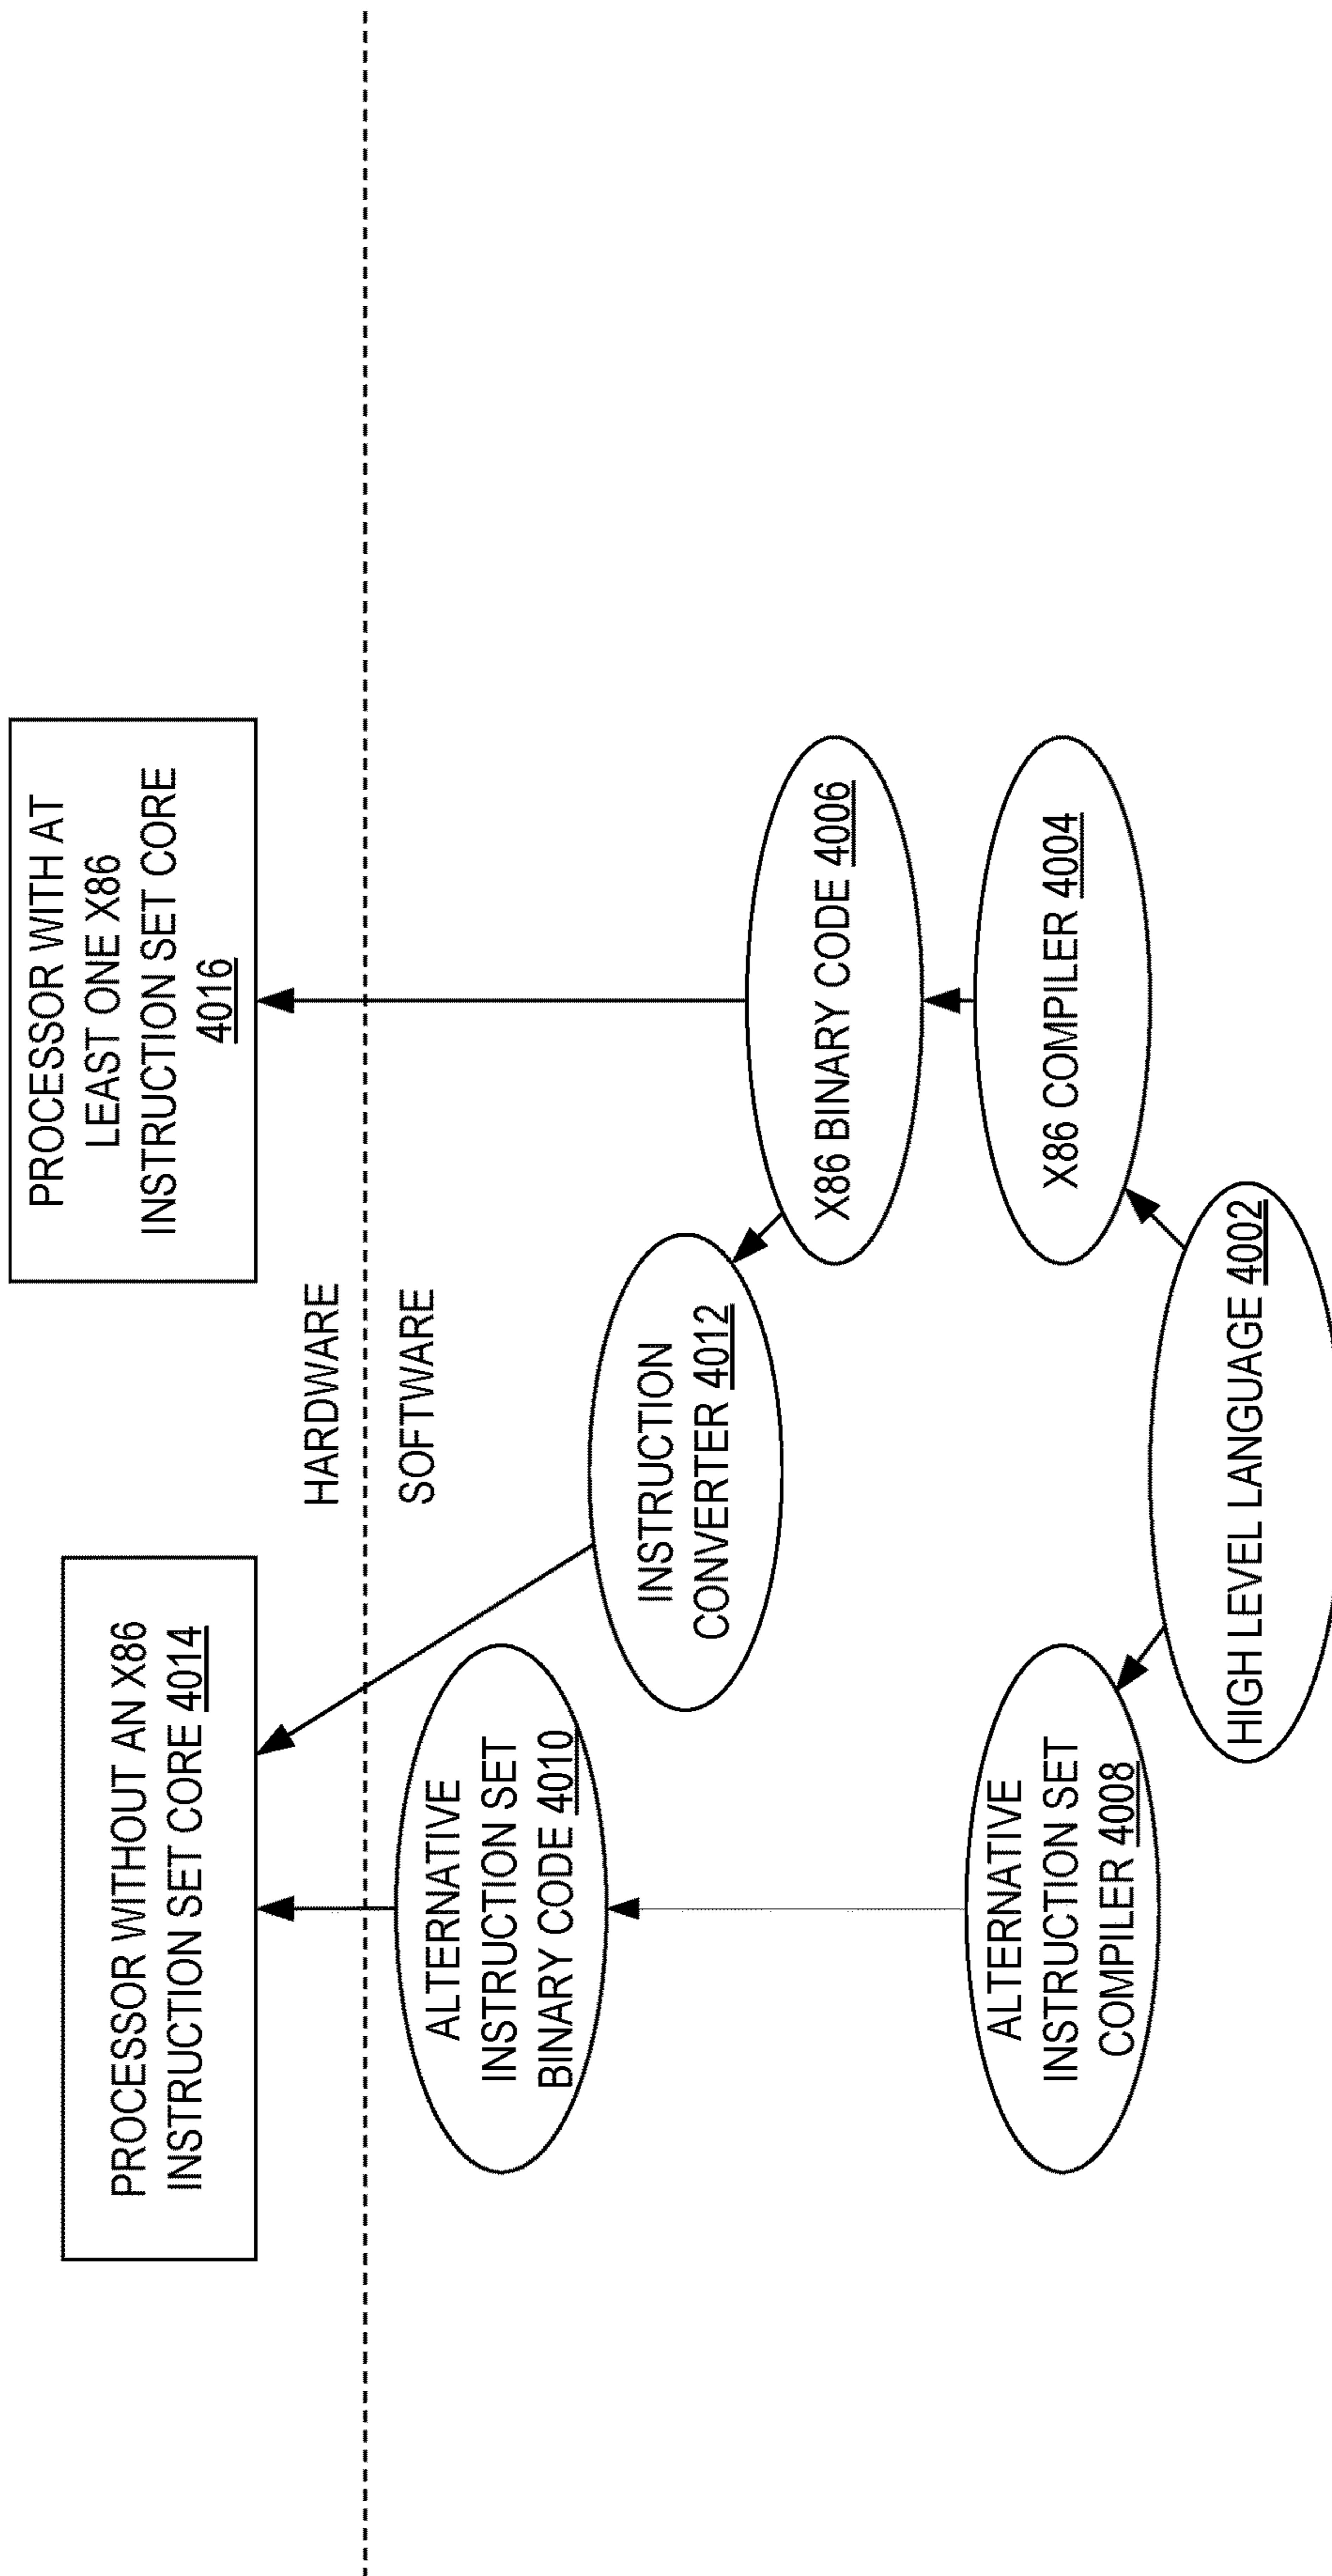 PROCESSOR WITHOUT AN X86
INSTRUCTION SET CORE 4014
PROCESSOR WITH AT
LEAST ONE X86
INSTRUCTION SET CORE
4016
HARDWARE
SOFTWARE
ALTERNATIVE
INSTRUCTION SET
BINARY CODE 4010
INSTRUCTION
CONVERTER 4012
X86 BINARY CODE 4006
ALTERNATIVE
INSTRUCTION SET
COMPILER 4008
X86 COMPILER 4004
HIGH LEVEL LANGUAGE 4002